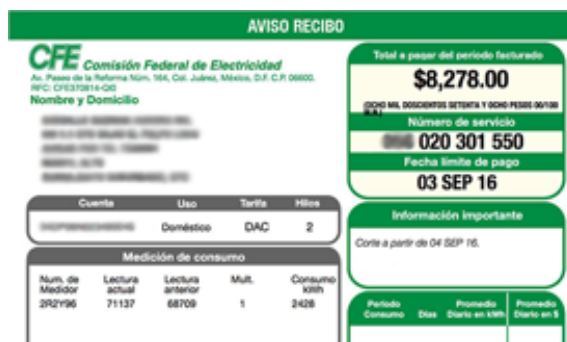 AVISO RECIBO
CFE Comisión Federal de Electricidad
Av. Paseo de la Reforma Núm. 164, Col. Juárez, México, D.F. C.P. 06600.
RFC: CFE370814-QI0
Nombre y Domicilio
Total a pagar del periodo facturado
$8,278.00
(OCHO MIL DOSCIENTOS SETENTA Y OCHO PESOS 00/100 M.N.)
Número de servicio
020 301 550
Fecha límite de pago
03 SEP 16
Cuenta Uso Tarifa Hilos
Doméstico DAC 2
Información importante
Corte a partir de 04 SEP 16.
Medición de consumo
Num. de Medidor Lectura actual Lectura anterior Mult. Consumo kWh
2R2Y96 71137 68709 1 2428
Periodo Consumo Días Promedio Diario en kWh Promedio Diario en $